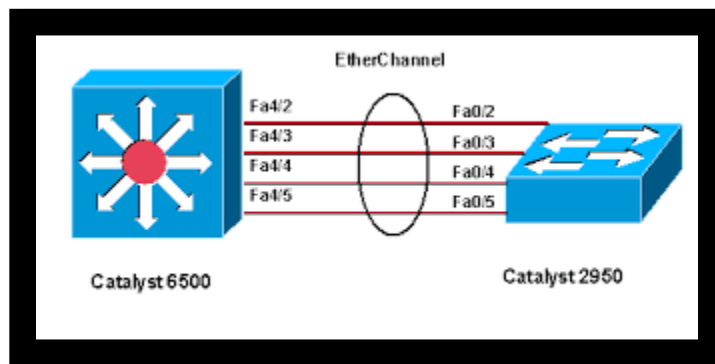 EtherChannel
Fa4/2 Fa0/2
Fa4/3 Fa0/3
Fa4/4 Fa0/4
Fa4/5 Fa0/5
Catalyst 6500 Catalyst 2950